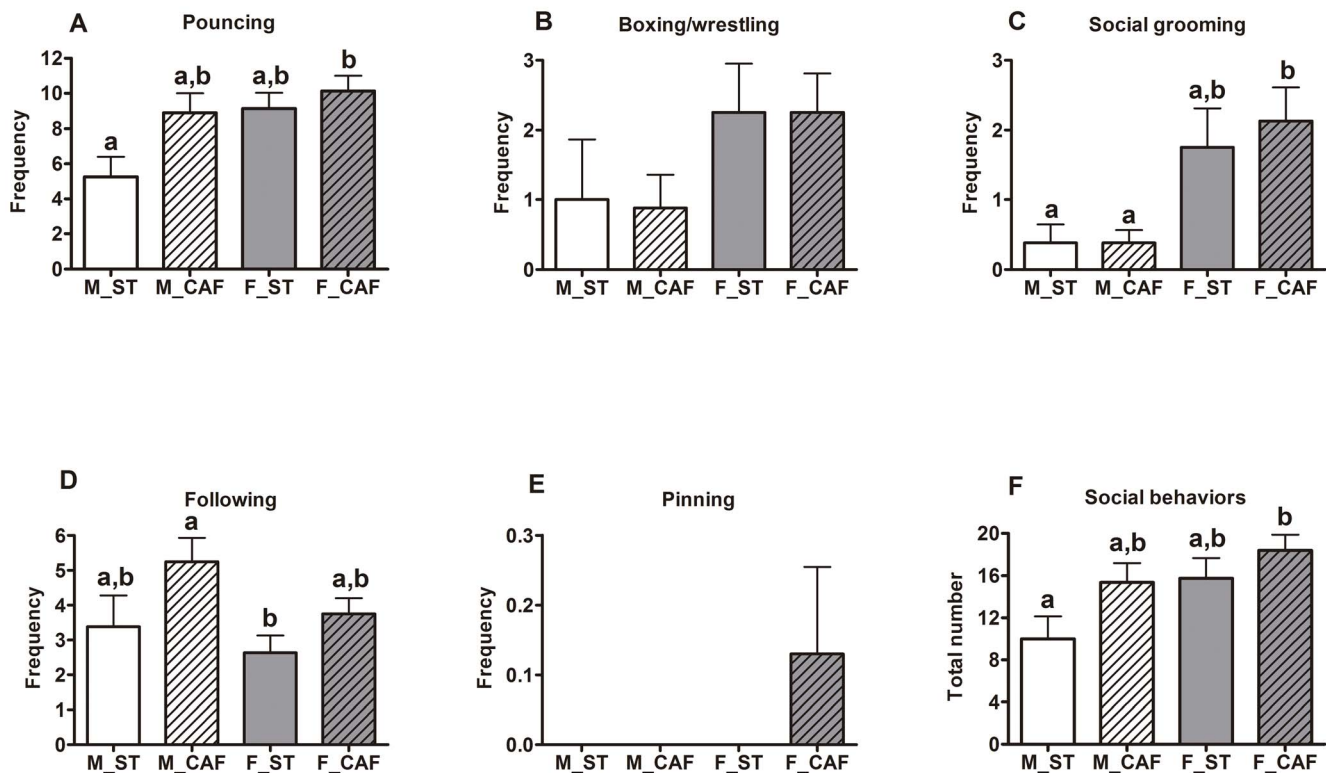 A
Pouncing
Frequency
12
10
8
6
4
2
0
a
a,b
a,b
b
M_ST M_CAF F_ST F_CAF
B
Boxing/wrestling
Frequency
3
2
1
0
M_ST M_CAF F_ST F_CAF
C
Social grooming
Frequency
3
2
1
0
a
a
a,b
b
M_ST M_CAF F_ST F_CAF
D
Following
Frequency
6
5
4
3
2
1
0
a,b
a
b
a,b
M_ST M_CAF F_ST F_CAF
E
Pinning
Frequency
0.3
0.2
0.1
0.0
M_ST M_CAF F_ST F_CAF
F
Social behaviors
Total number
20
16
12
8
4
0
a
a,b
a,b
b
M_ST M_CAF F_ST F_CAF